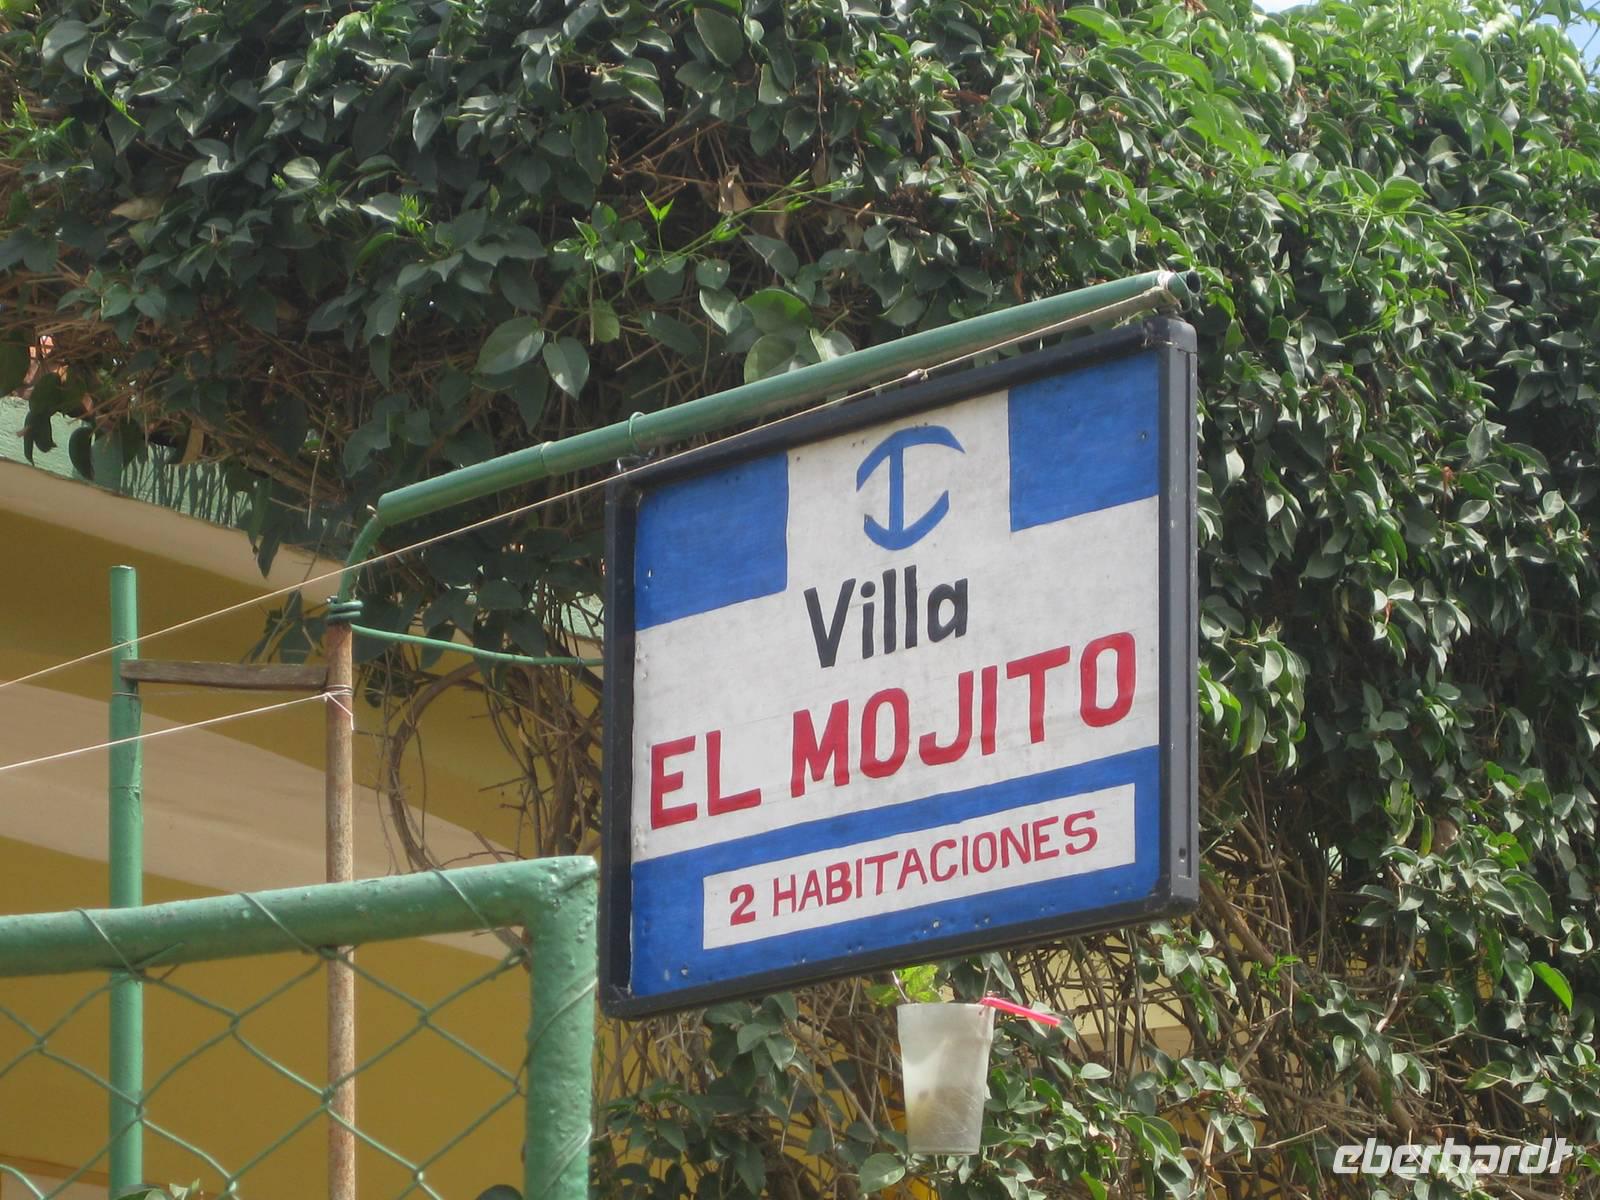 Villa
EL MOJITO
2 HABITACIONES
eberhardt